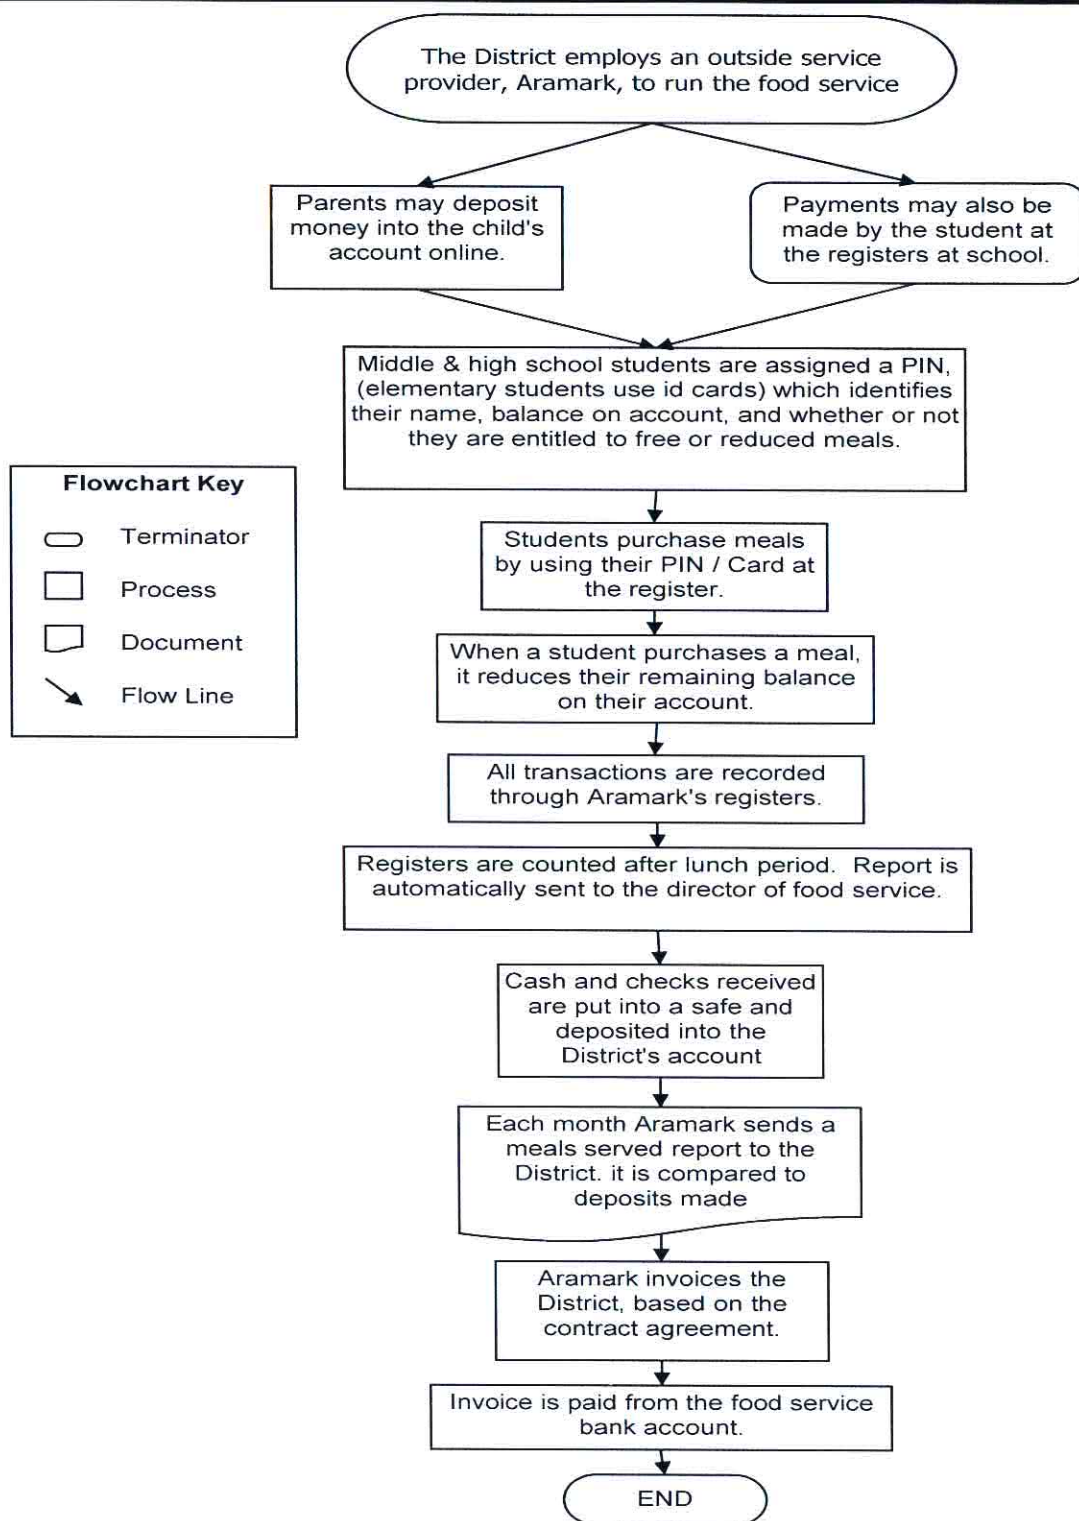 The District employs an outside service
provider, Aramark, to run the food service
Parents may deposit
money into the child's
account online.
Payments may also be
made by the student at
the registers at school.
Middle & high school students are assigned a PIN,
(elementary students use id cards) which identifies
their name, balance on account, and whether or not
they are entitled to free or reduced meals.
Flowchart Key
Terminator
Process
Document
Flow Line
Students purchase meals
by using their PIN / Card at
the register.
When a student purchases a meal,
it reduces their remaining balance
on their account.
All transactions are recorded
through Aramark's registers.
Registers are counted after lunch period.  Report is
automatically sent to the director of food service.
Cash and checks received
are put into a safe and
deposited into the
District's account
Each month Aramark sends a
meals served report to the
District. it is compared to
deposits made
Aramark invoices the
District, based on the
contract agreement.
Invoice is paid from the food service
bank account.
END